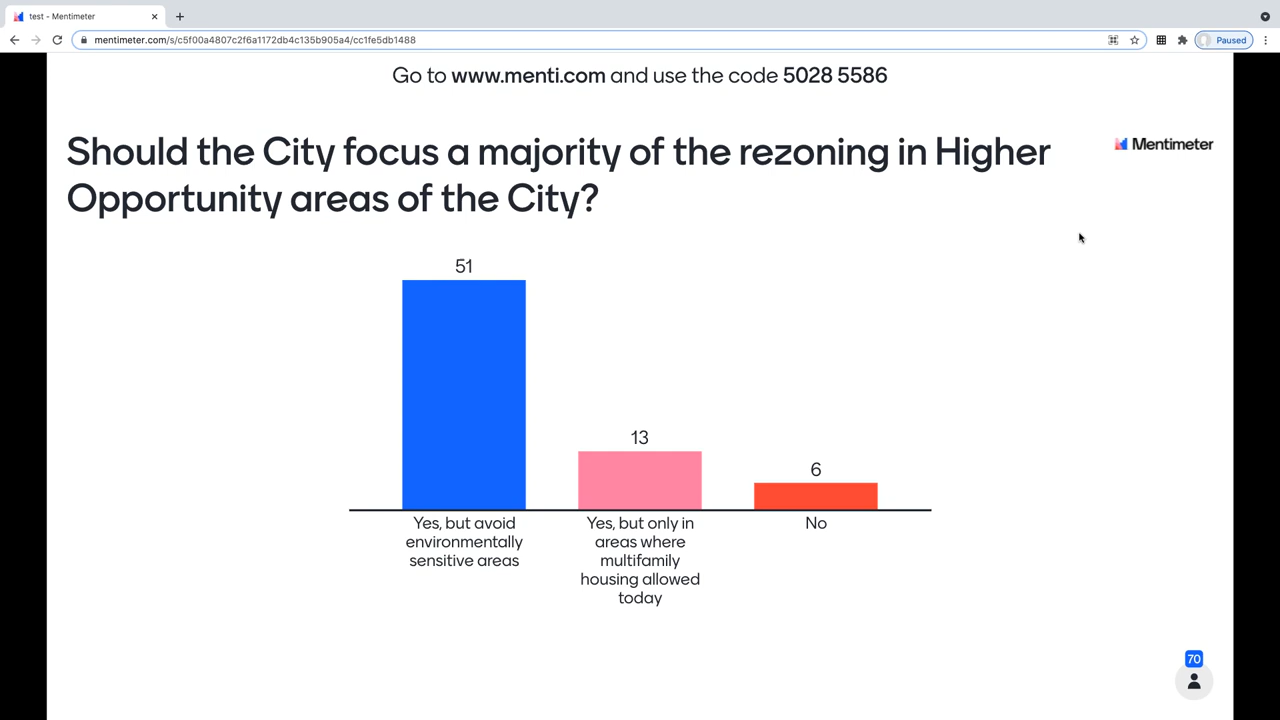 test - Mentimeter
mentimeter.com/s/c5f00a4807c2f6a1172db4c135b905a4/cc1fe5db1488
Paused
Go to www.menti.com and use the code 5028 5586
Should the City focus a majority of the rezoning in Higher
Opportunity areas of the City?
Mentimeter
51
13
6
Yes, but avoid
environmentally
sensitive areas
Yes, but only in
areas where
multifamily
housing allowed
today
No
70